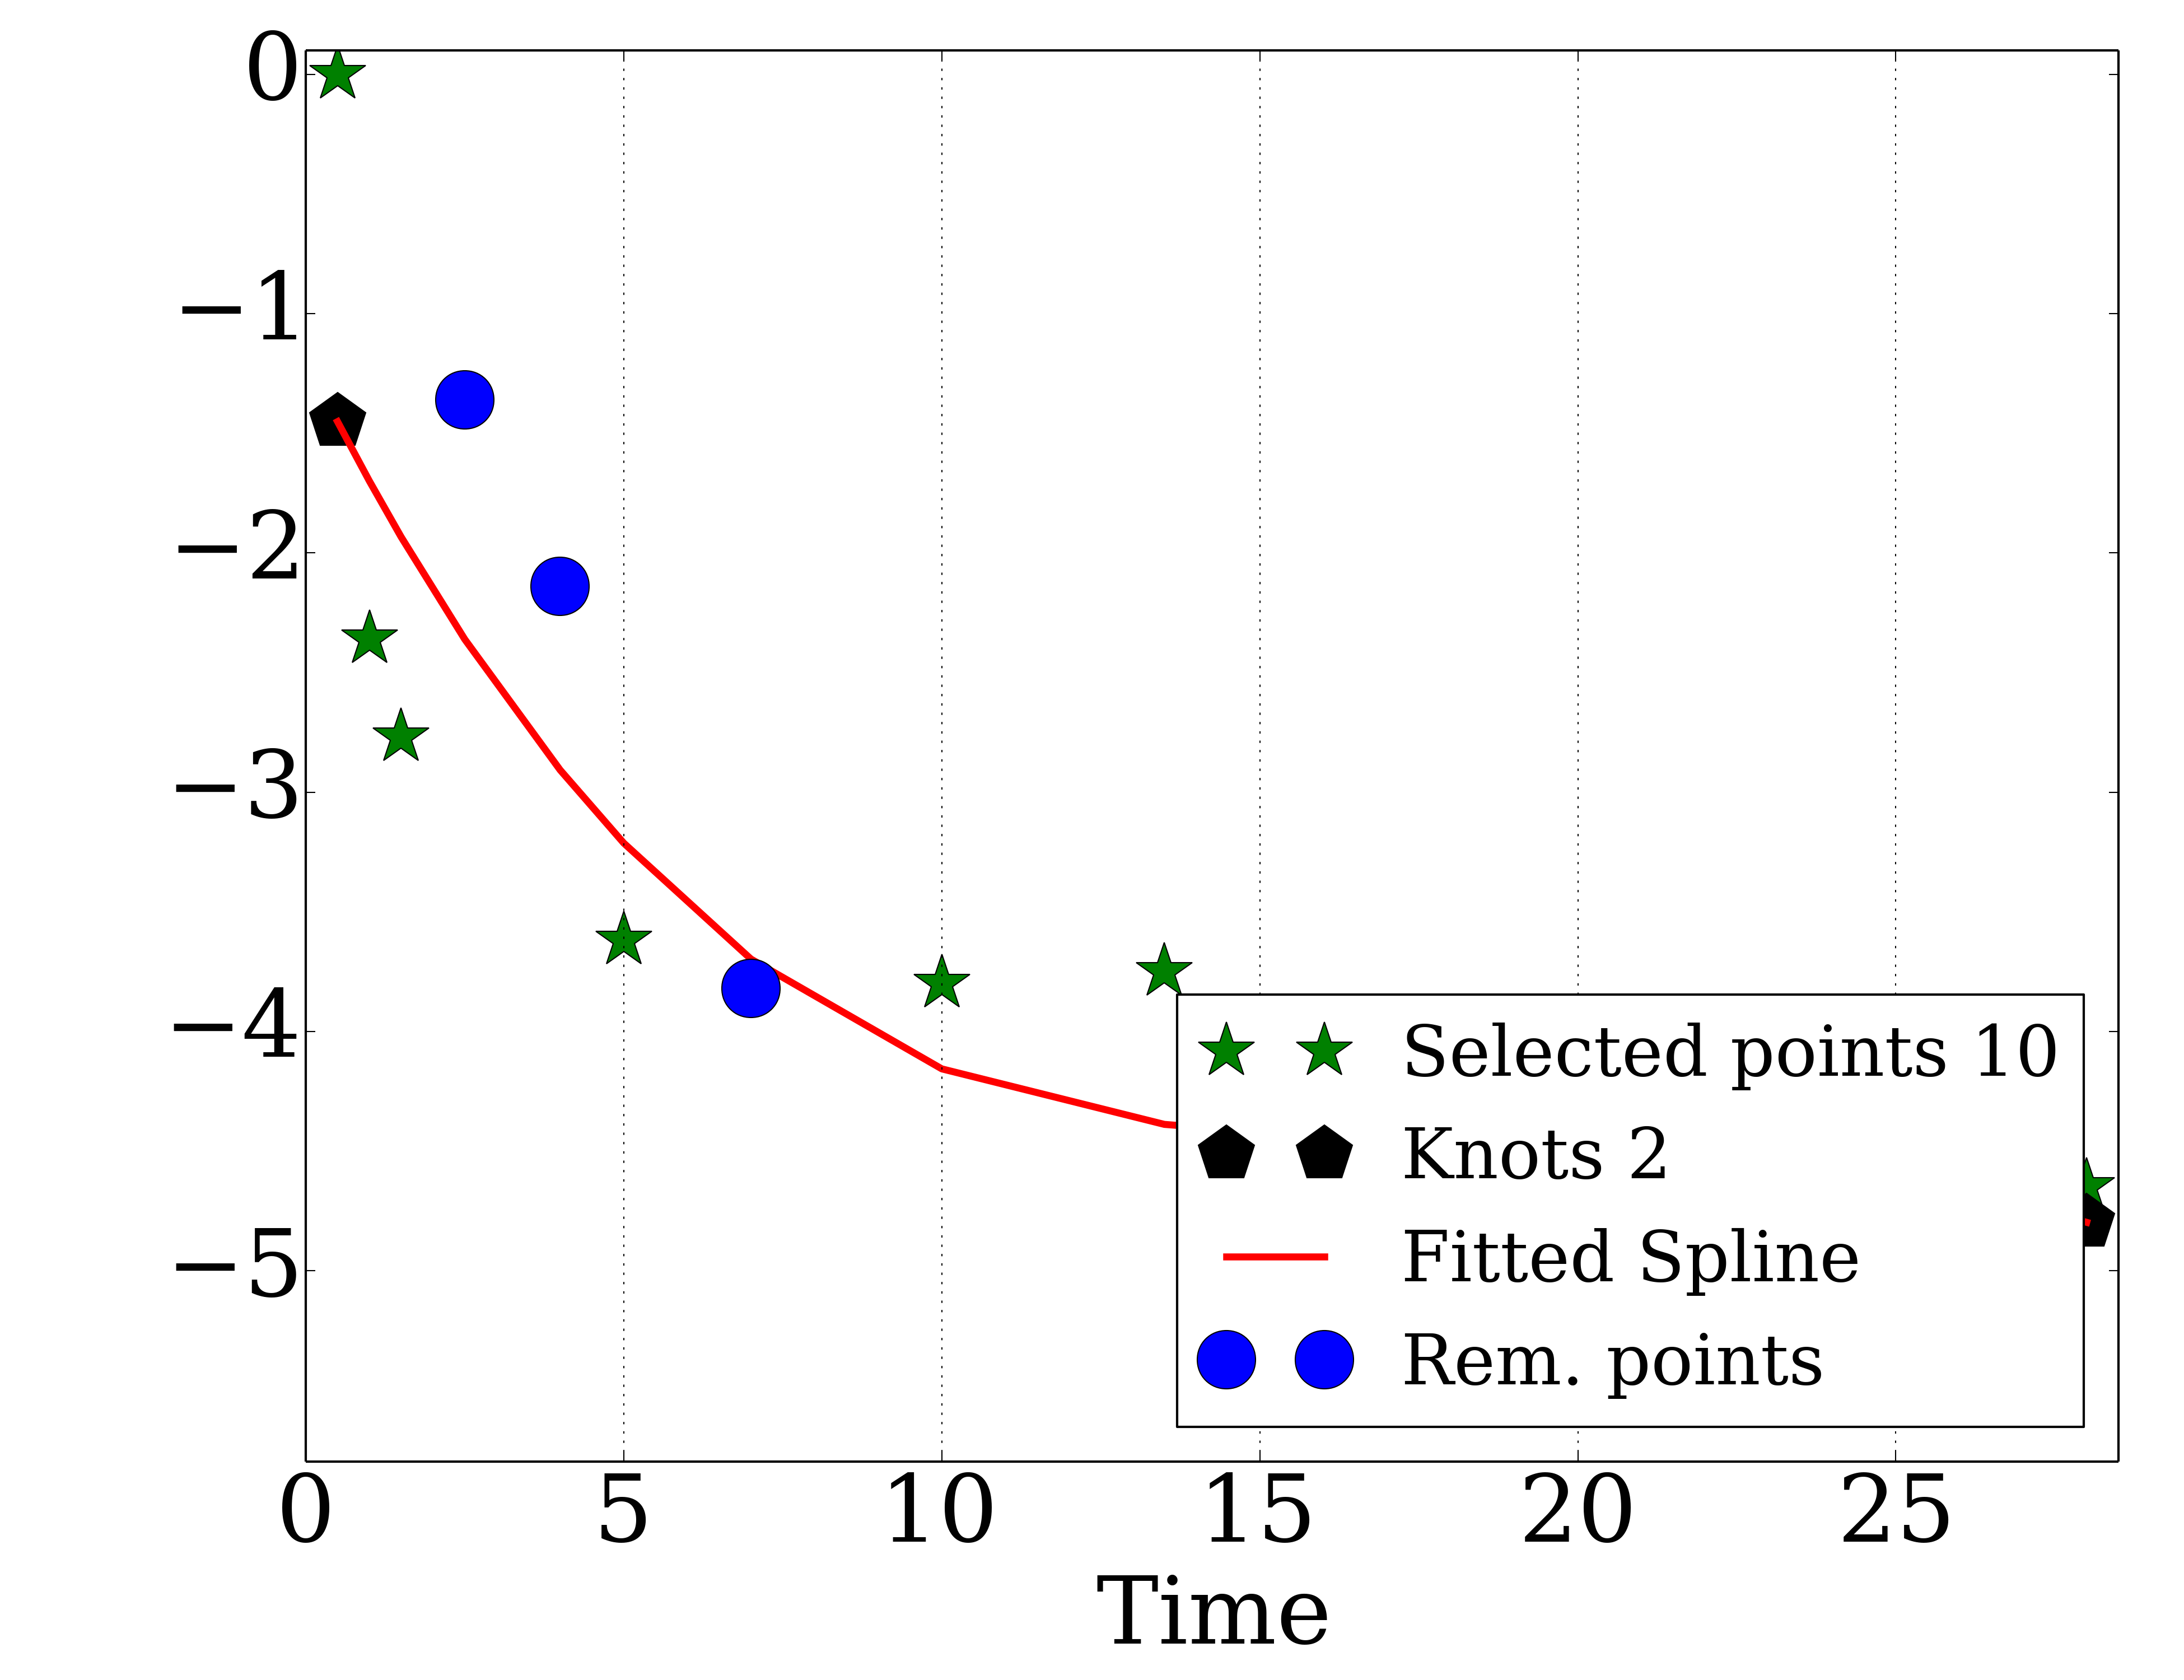 0
−1
−2
−3
−4
−5
Selected points 10
Knots 2
Fitted Spline
Rem. points
0 5 10 15 20 25
Time